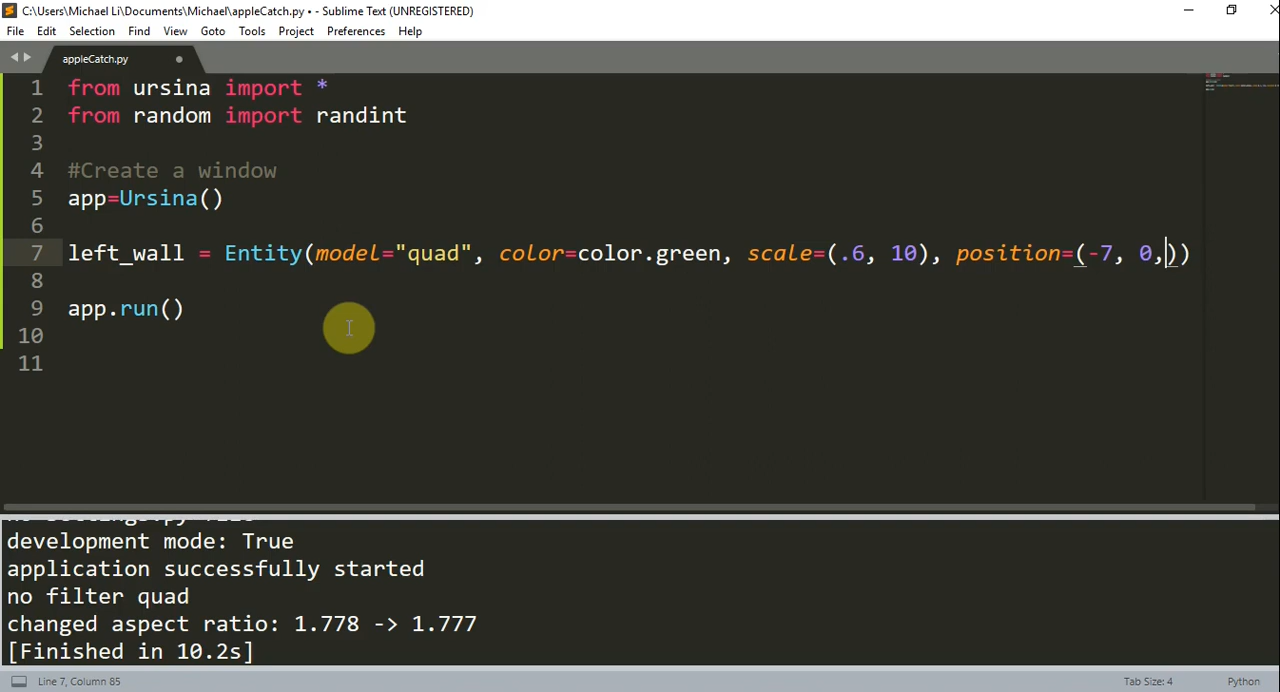 C:\Users\Michael Li\Documents\Michael\appleCatch.py • - Sublime Text (UNREGISTERED)
File Edit Selection Find View Goto Tools Project Preferences Help
appleCatch.py
1 from ursina import *
2 from random import randint
3
4 #Create a window
5 app=Ursina()
6
7 left_wall = Entity(model="quad", color=color.green, scale=(.6, 10), position=(-7, 0,))
8
9 app.run()
10
11
development mode: True
application successfully started
no filter quad
changed aspect ratio: 1.778 -> 1.777
[Finished in 10.2s]
Line 7, Column 85 Tab Size: 4 Python